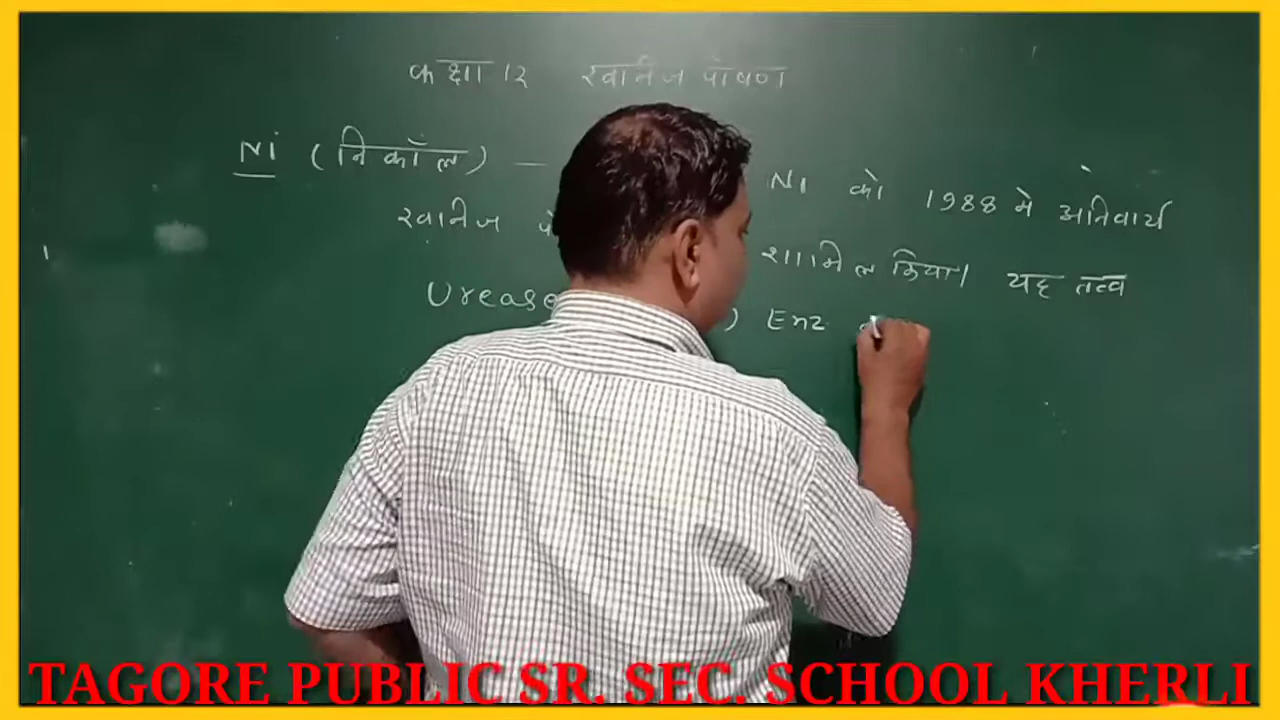 कक्षा 12 खनिज पोषण
Ni (निकॉल) — Ni को 1988 मे अनिवार्य
खनिज शामिल किया। यह तत्व
Urease ) Enz
TAGORE PUBLIC SR. SEC. SCHOOL KHERLI